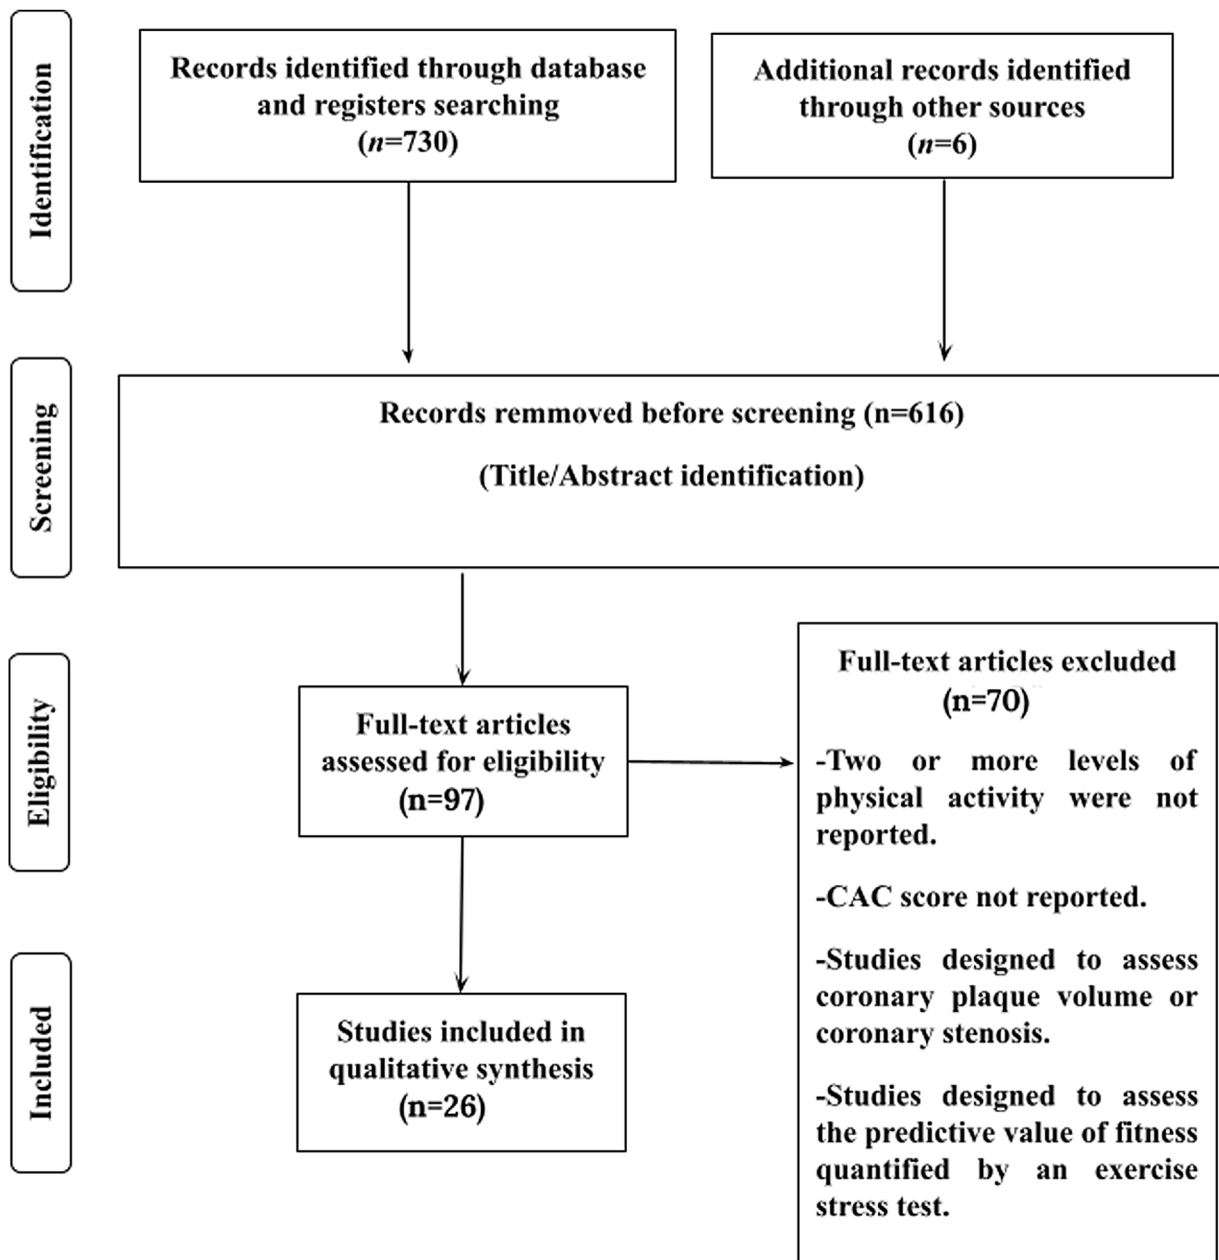 Identification
Records identified through database
and registers searching
(n=730)
Additional records identified
through other sources
(n=6)
Screening
Records remmoved before screening (n=616)
(Title/Abstract identification)
Eligibility
Full-text articles
assessed for eligibility
(n=97)
Full-text articles excluded
(n=70)
-Two or more levels of
physical activity were not
reported.
-CAC score not reported.
-Studies designed to assess
coronary plaque volume or
coronary stenosis.
-Studies designed to assess
the predictive value of fitness
quantified by an exercise
stress test.
Included
Studies included in
qualitative synthesis
(n=26)